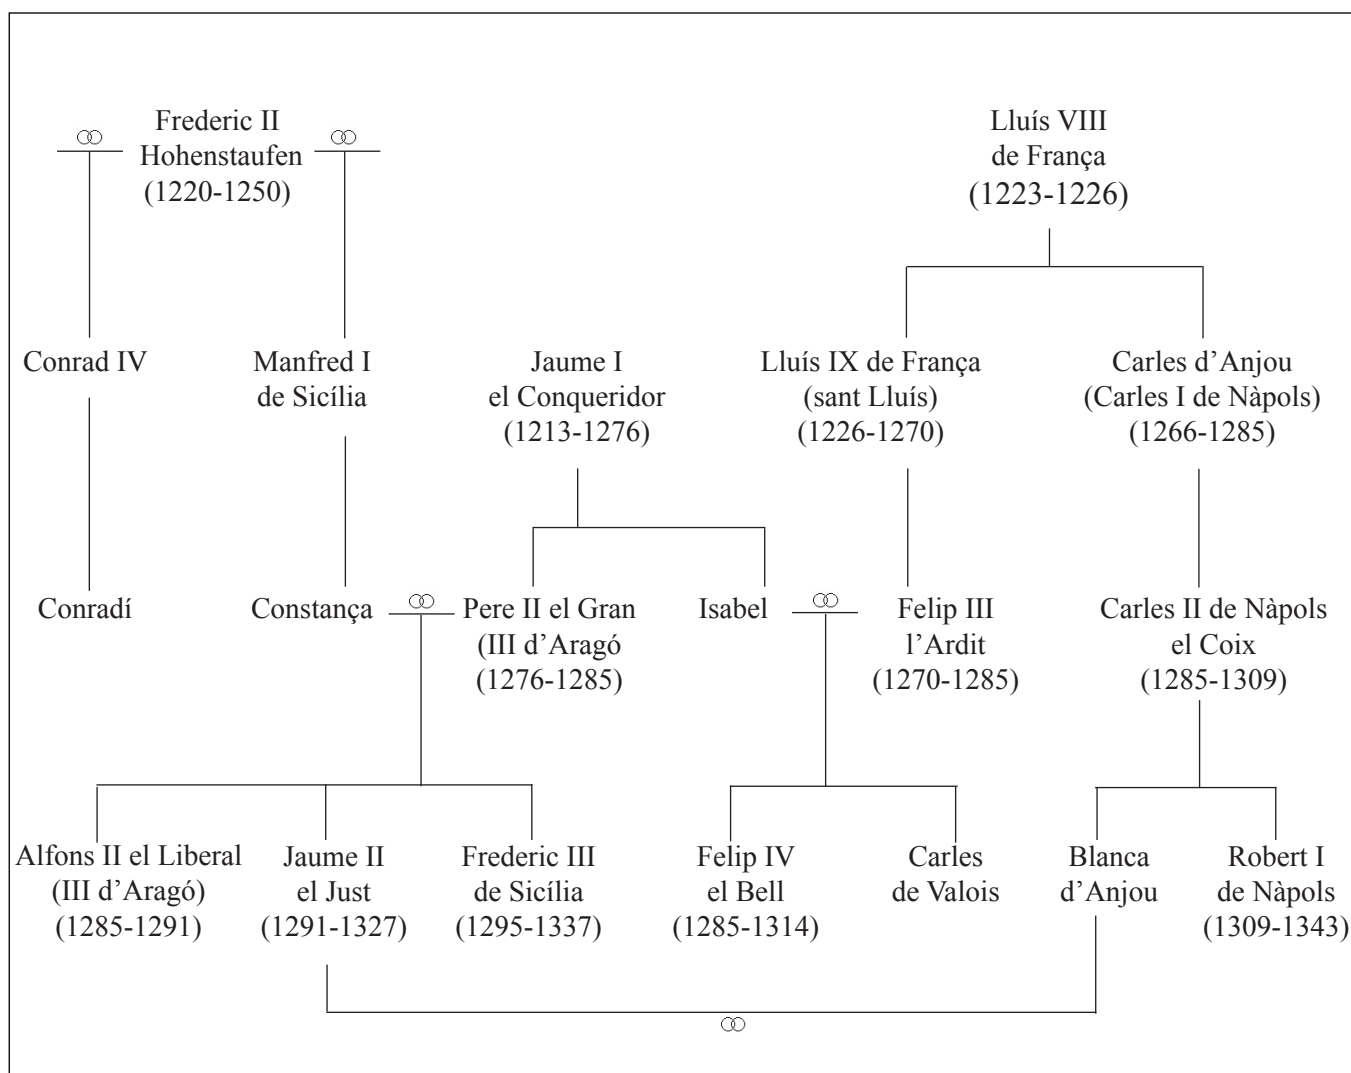 Frederic II
Hohenstaufen
(1220-1250)
Lluís VIII
de França
(1223-1226)
Conrad IV
Manfred I
de Sicília
Jaume I
el Conqueridor
(1213-1276)
Lluís IX de França
(sant Lluís)
(1226-1270)
Carles d’Anjou
(Carles I de Nàpols)
(1266-1285)
Conradí
Constança
Pere II el Gran
(III d’Aragó
(1276-1285)
Isabel
Felip III
l’Ardit
(1270-1285)
Carles II de Nàpols
el Coix
(1285-1309)
Alfons II el Liberal
(III d’Aragó)
(1285-1291)
Jaume II
el Just
(1291-1327)
Frederic III
de Sicília
(1295-1337)
Felip IV
el Bell
(1285-1314)
Carles
de Valois
Blanca
d’Anjou
Robert I
de Nàpols
(1309-1343)